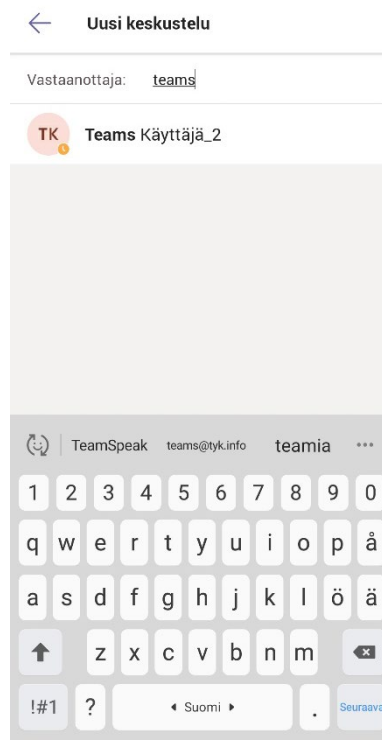 Uusi keskustelu
Vastaanottaja: teams
TK Teams Käyttäjä_2
TeamSpeak teams@tyk.info teamia
1 2 3 4 5 6 7 8 9 0
q w e r t y u i o p å
a s d f g h j k l ö ä
z x c v b n m
!#1 ? Suomi . Seuraava